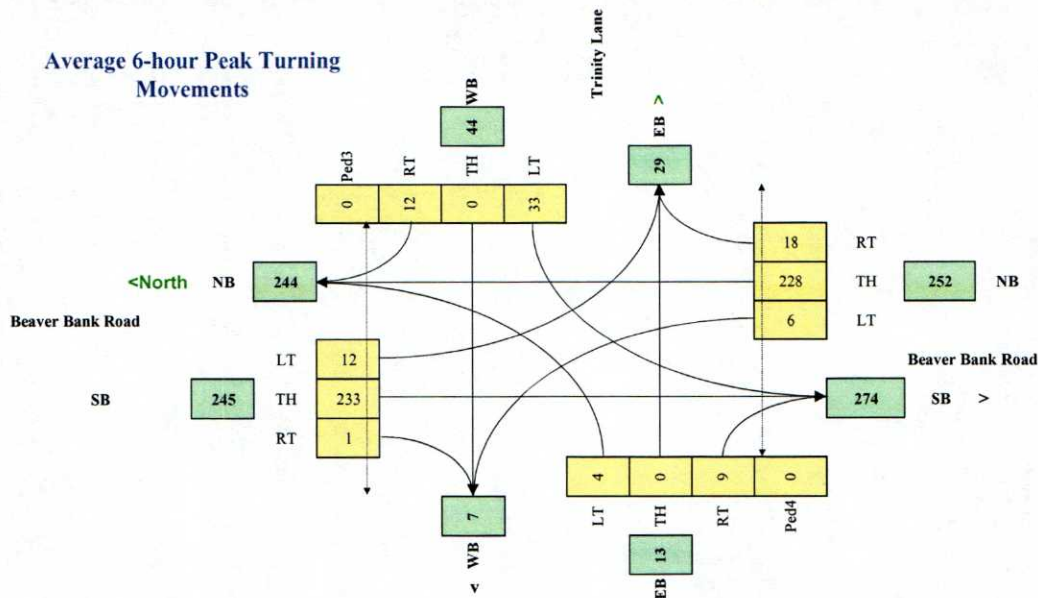 Average 6-hour Peak Turning
Movements
Trinity Lane
WB
44
EB >
29
Ped3 RT TH LT
0 12 0 33
18 RT
228 TH 252 NB
6 LT
<North NB 244
Beaver Bank Road
LT 12
SB 245 TH 233
RT 1
Beaver Bank Road
274 SB >
4 0 9 0
LT TH RT Ped4
7
WB
v
13
EB